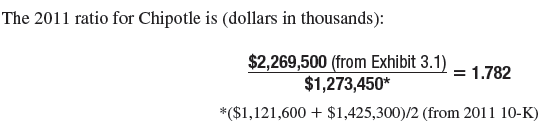 The 2011 ratio for Chipotle is (dollars in thousands):
$2,269,500 (from Exhibit 3.1)
$1,273,450*
= 1.782
*($1,121,600 + $1,425,300)/2 (from 2011 10-K)